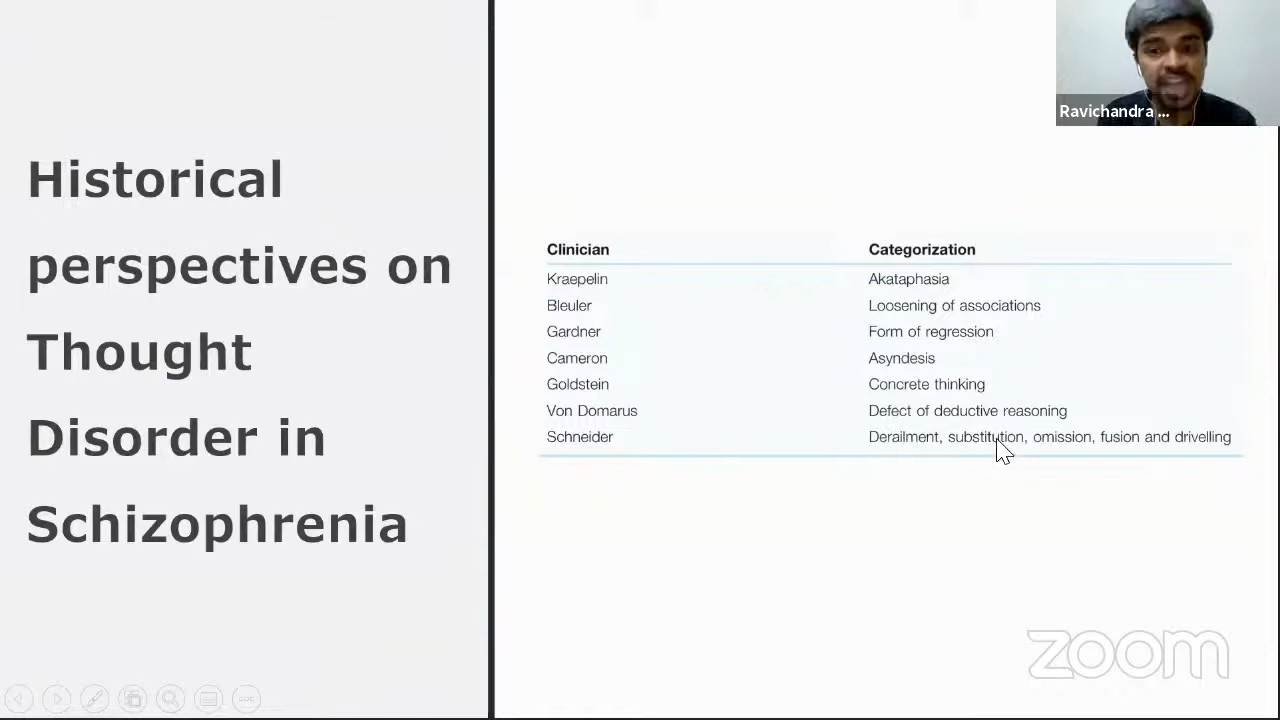 Historical
perspectives on
Thought
Disorder in
Schizophrenia
Ravichandra ...
Clinician Categorization
Kraepelin Akataphasia
Bleuler Loosening of associations
Gardner Form of regression
Cameron Asyndesis
Goldstein Concrete thinking
Von Domarus Defect of deductive reasoning
Schneider Derailment, substitution, omission, fusion and drivelling
zoom